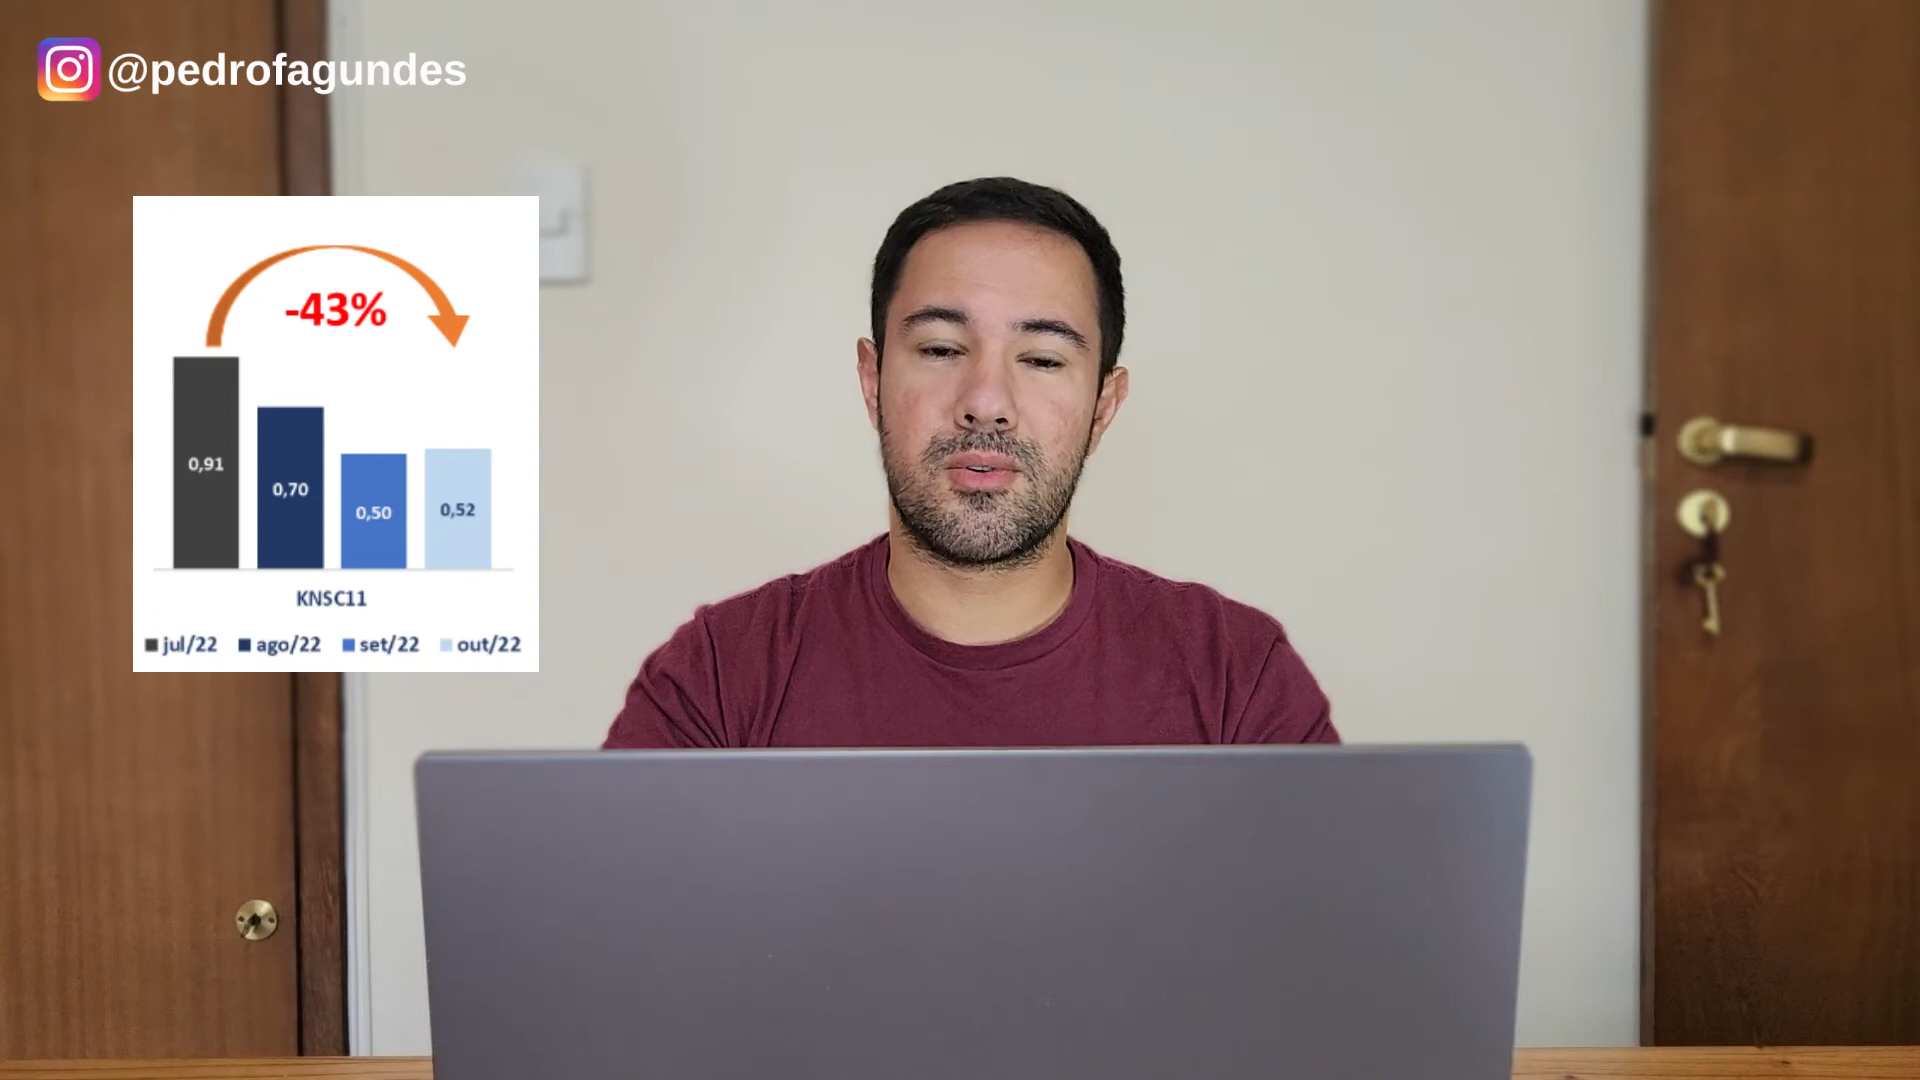 @pedrofagundes
-43%
0,91
0,70
0,50
0,52
KNSC11
jul/22 ago/22 set/22 out/22